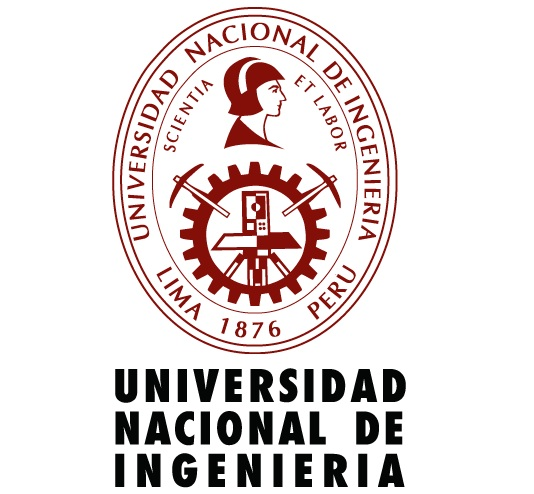 UNIVERSIDAD NACIONAL DE INGENIERIA
SCIENTIA ET LABOR
LIMA 1876 PERU
UNIVERSIDAD
NACIONAL DE
INGENIERIA